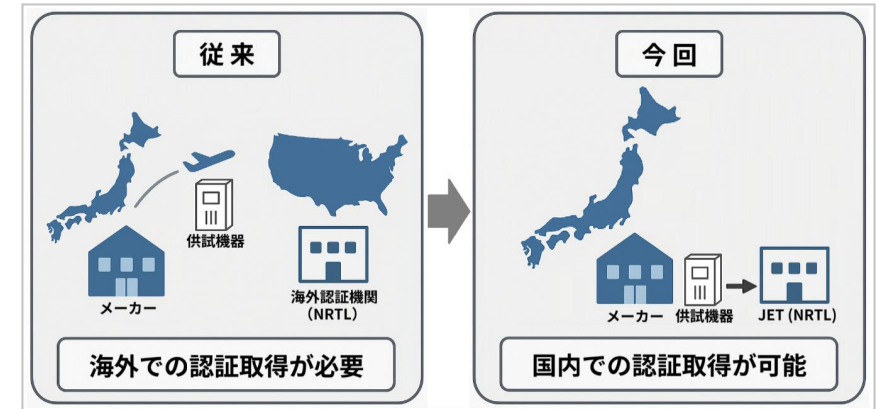 従来
供試機器
メーカー
海外認証機関
（NRTL）
海外での認証取得が必要
今回
メーカー
供試機器
JET (NRTL)
国内での認証取得が可能